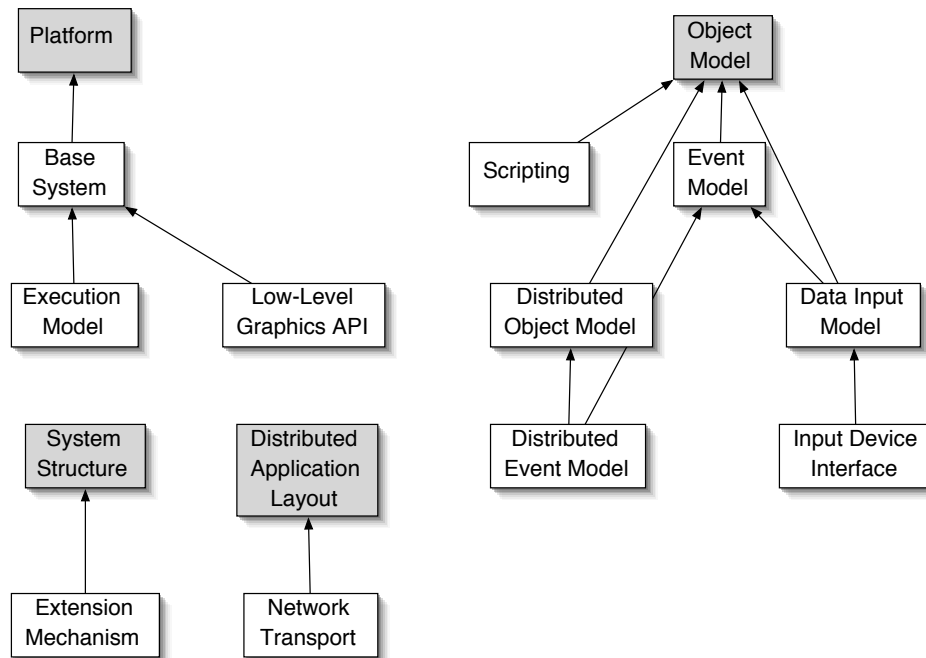 Platform
Object
Model
Base
System
Scripting
Event
Model
Execution
Model
Low-Level
Graphics API
Distributed
Object Model
Data Input
Model
System
Structure
Distributed
Application
Layout
Distributed
Event Model
Input Device
Interface
Extension
Mechanism
Network
Transport